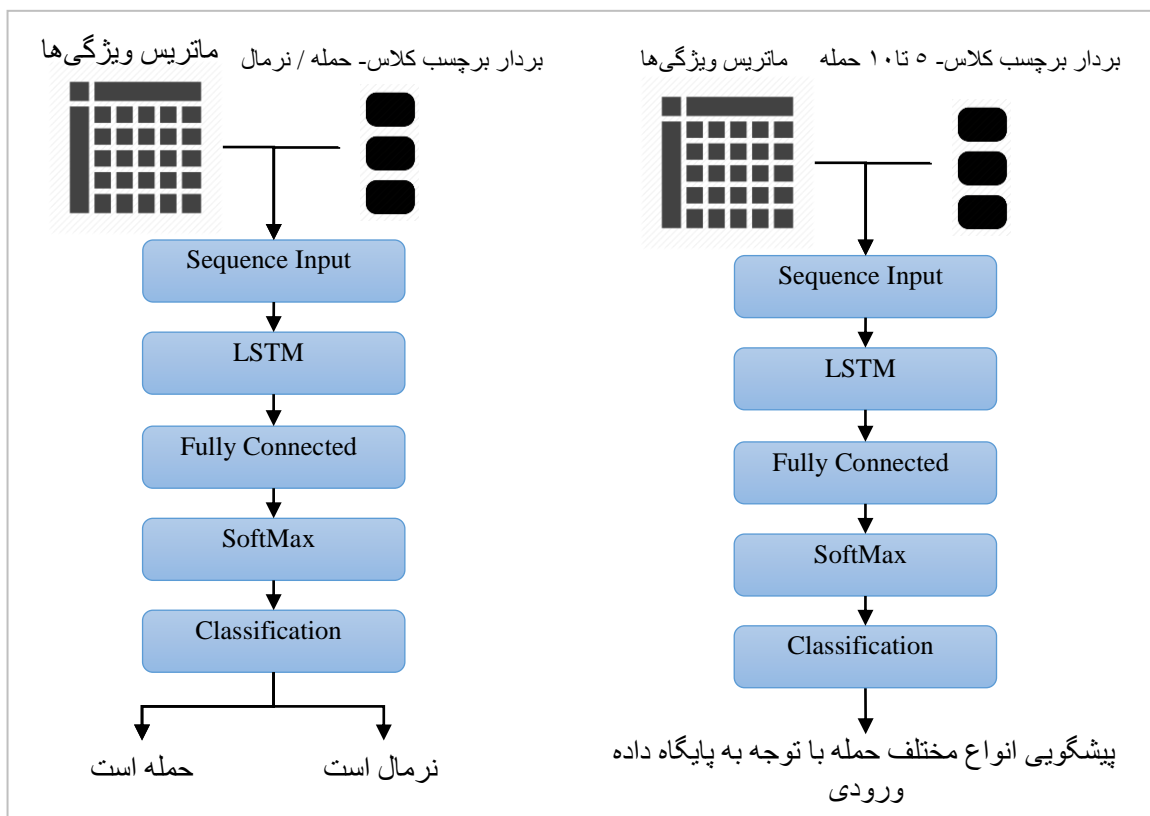 ماتریس ویژگی‌ها
بردار برچسب کلاس- حمله / نرمال
Sequence Input
LSTM
Fully Connected
SoftMax
Classification
حمله است
نرمال است
ماتریس ویژگی‌ها
بردار برچسب کلاس- ۵ تا۱۰ حمله
Sequence Input
LSTM
Fully Connected
SoftMax
Classification
پیشگویی انواع مختلف حمله با توجه به پایگاه داده
ورودی